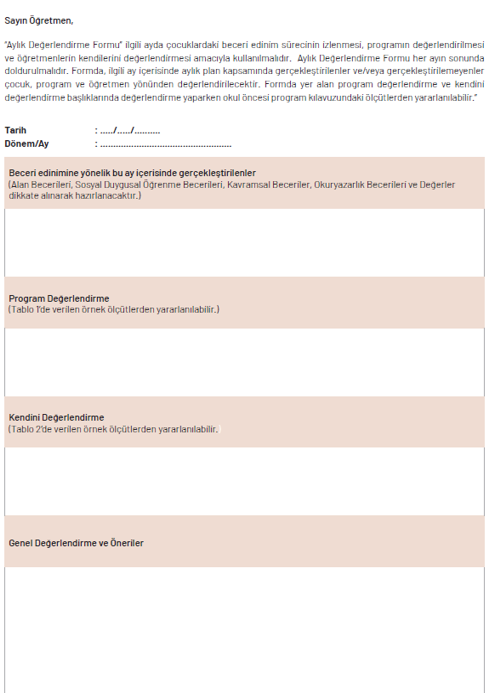 Sayın Öğretmen,
"Aylık Değerlendirme Formu" ilgili ayda çocuklardaki beceri edinim sürecinin izlenmesi, programın değerlendirilmesi
ve öğretmenlerin kendilerini değerlendirmesi amacıyla kullanılmalıdır. Aylık Değerlendirme Formu her ayın sonunda
doldurulmalıdır. Formda, ilgili ay içerisinde aylık plan kapsamında gerçekleştirilenler ve/veya gerçekleştirilemeyenler
çocuk, program ve öğretmen yönünden değerlendirilecektir. Formda yer alan program değerlendirme ve kendini
değerlendirme başlıklarında değerlendirme yaparken okul öncesi program kılavuzundaki ölçütlerden yararlanılabilir."
Tarih : ...../...../..........
Dönem/Ay : .................................................
Beceri edinimine yönelik bu ay içerisinde gerçekleştirilenler
(Alan Becerileri, Sosyal Duygusal Öğrenme Becerileri, Kavramsal Beceriler, Okuryazarlık Becerileri ve Değerler
dikkate alınarak hazırlanacaktır.)
Program Değerlendirme
(Tablo 1'de verilen örnek ölçütlerden yararlanılabilir.)
Kendini Değerlendirme
(Tablo 2'de verilen örnek ölçütlerden yararlanılabilir.
Genel Değerlendirme ve Öneriler